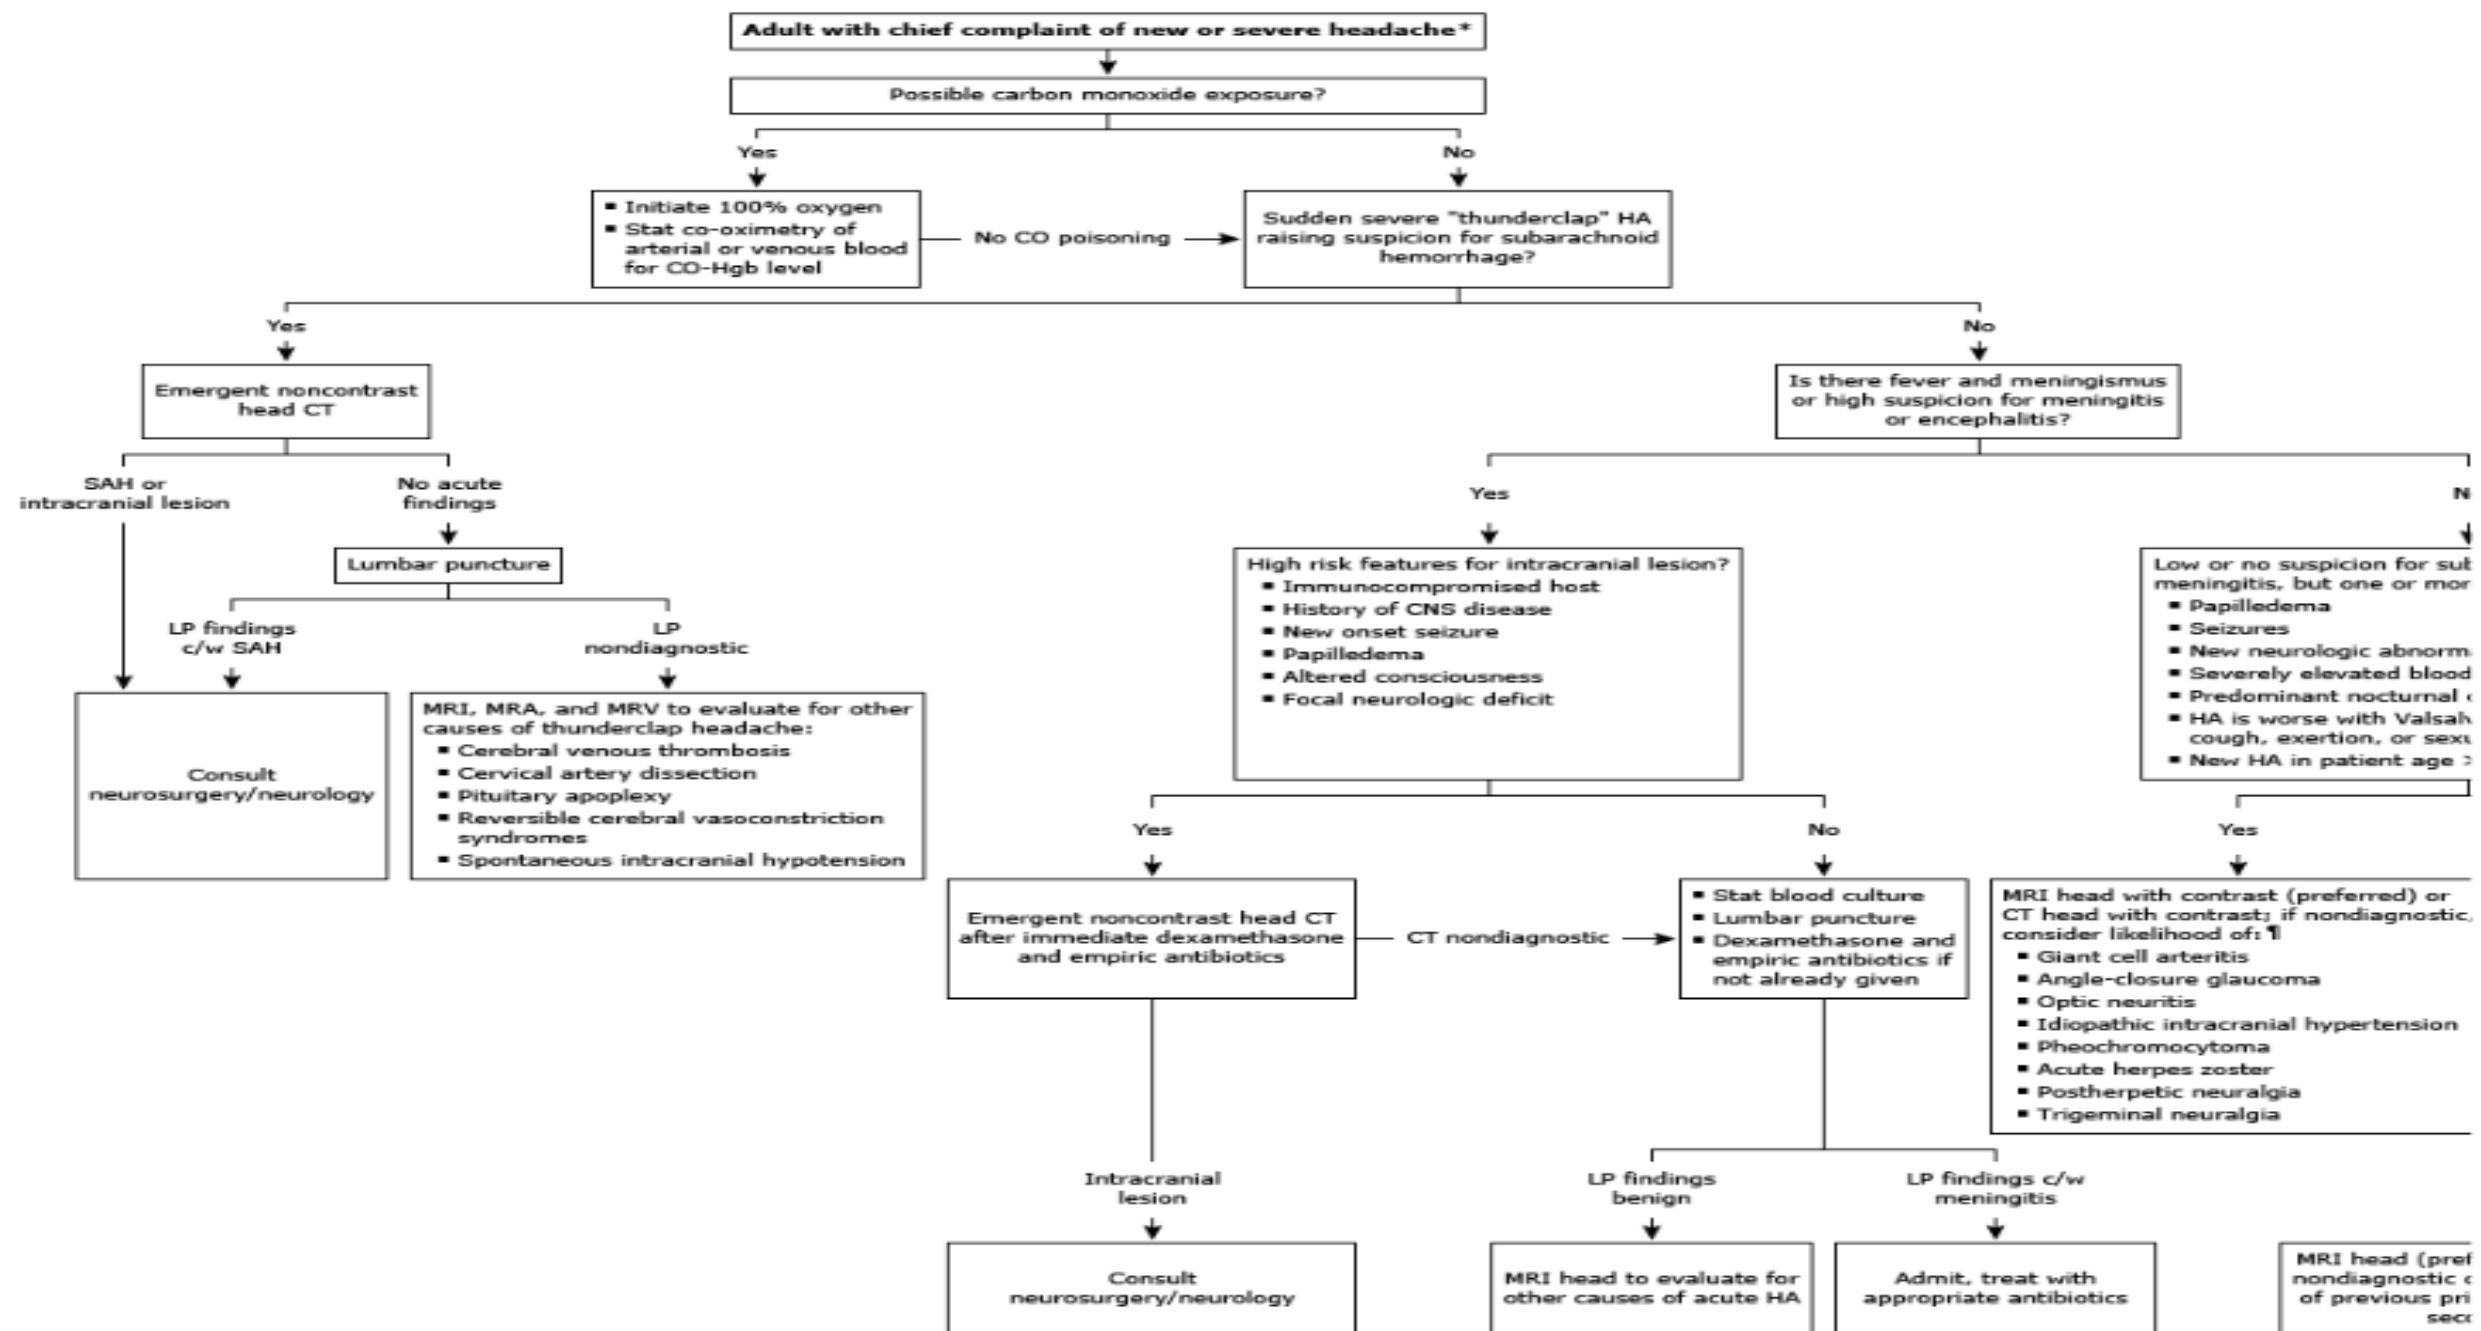 Adult with chief complaint of new or severe headache*
Possible carbon monoxide exposure?
Yes
No
▪ Initiate 100% oxygen
▪ Stat co-oximetry of
arterial or venous blood
for CO-Hgb level
No CO poisoning
Sudden severe "thunderclap" HA
raising suspicion for subarachnoid
hemorrhage?
Yes
No
Emergent noncontrast
head CT
Is there fever and meningismus
or high suspicion for meningitis
or encephalitis?
SAH or
intracranial lesion
No acute
findings
Yes
N
Lumbar puncture
LP findings
c/w SAH
LP
nondiagnostic
Consult
neurosurgery/neurology
MRI, MRA, and MRV to evaluate for other
causes of thunderclap headache:
▪ Cerebral venous thrombosis
▪ Cervical artery dissection
▪ Pituitary apoplexy
▪ Reversible cerebral vasoconstriction
syndromes
▪ Spontaneous intracranial hypotension
High risk features for intracranial lesion?
▪ Immunocompromised host
▪ History of CNS disease
▪ New onset seizure
▪ Papilledema
▪ Altered consciousness
▪ Focal neurologic deficit
Low or no suspicion for sub
meningitis, but one or mor
▪ Papilledema
▪ Seizures
▪ New neurologic abnorm
▪ Severely elevated blood
▪ Predominant nocturnal
▪ HA is worse with Valsalv
cough, exertion, or sexu
▪ New HA in patient age >
Yes
No
Yes
Emergent noncontrast head CT
after immediate dexamethasone
and empiric antibiotics
CT nondiagnostic
▪ Stat blood culture
▪ Lumbar puncture
▪ Dexamethasone and
empiric antibiotics if
not already given
MRI head with contrast (preferred) or
CT head with contrast; if nondiagnostic,
consider likelihood of:¶
▪ Giant cell arteritis
▪ Angle-closure glaucoma
▪ Optic neuritis
▪ Idiopathic intracranial hypertension
▪ Pheochromocytoma
▪ Acute herpes zoster
▪ Postherpetic neuralgia
▪ Trigeminal neuralgia
Intracranial
lesion
LP findings
benign
LP findings c/w
meningitis
Consult
neurosurgery/neurology
MRI head to evaluate for
other causes of acute HA
Admit, treat with
appropriate antibiotics
MRI head (pref
nondiagnostic
of previous pri
seco